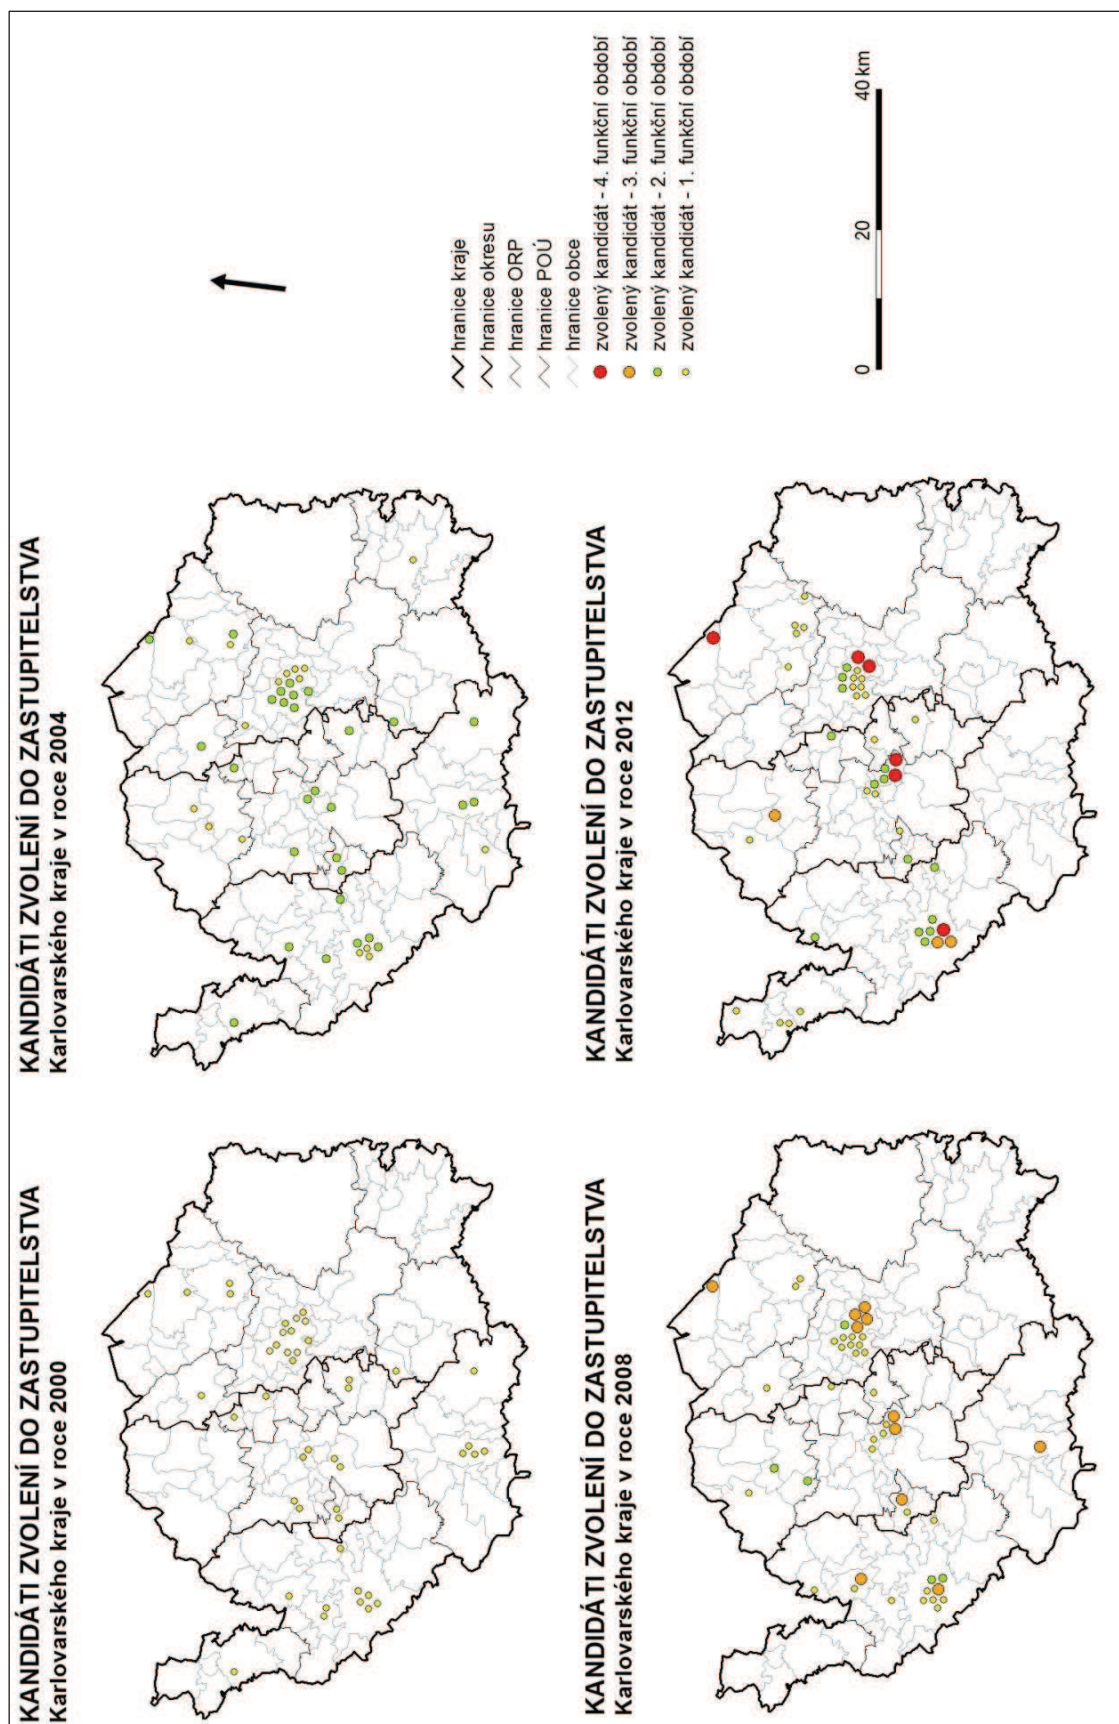 KANDIDÁTI ZVOLENÍ DO ZASTUPITELSTVA
Karlovarského kraje v roce 2000
KANDIDÁTI ZVOLENÍ DO ZASTUPITELSTVA
Karlovarského kraje v roce 2004
KANDIDÁTI ZVOLENÍ DO ZASTUPITELSTVA
Karlovarského kraje v roce 2008
KANDIDÁTI ZVOLENÍ DO ZASTUPITELSTVA
Karlovarského kraje v roce 2012
hranice kraje
hranice okresu
hranice ORP
hranice POÚ
hranice obce
zvolený kandidát - 4. funkční období
zvolený kandidát - 3. funkční období
zvolený kandidát - 2. funkční období
zvolený kandidát - 1. funkční období
0 20 40 km